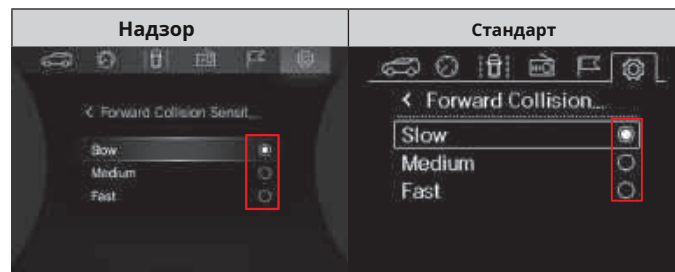 Надзор
Стандарт
< Forward Collision Sensit...
Slow
Medium
Fast
< Forward Collision...
Slow
Medium
Fast